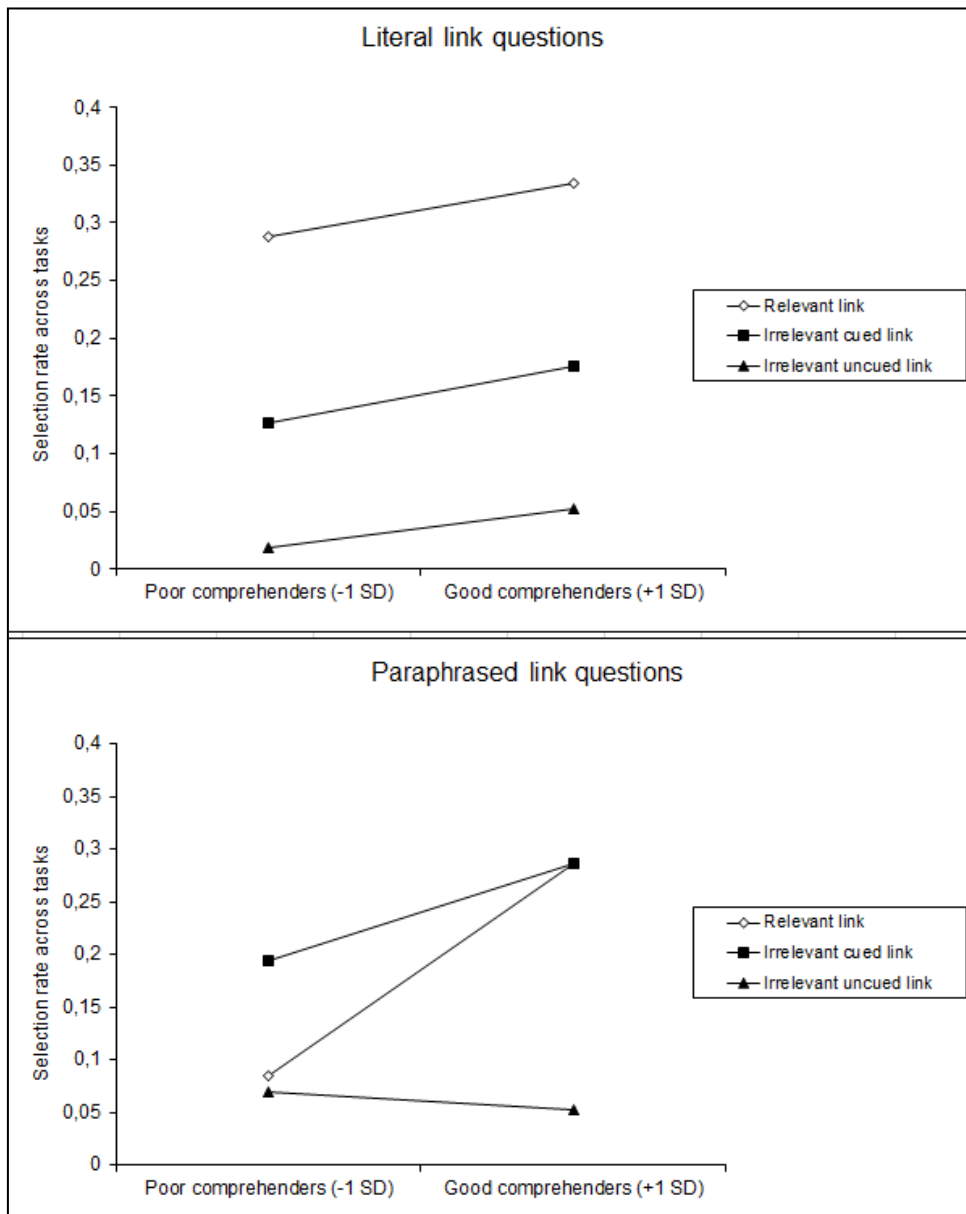 Literal link questions
0,4
0,35
0,3
0,25
0,2
0,15
0,1
0,05
0
Selection rate across tasks
Poor comprehenders (-1 SD)
Good comprehenders (+1 SD)
Relevant link
Irrelevant cued link
Irrelevant uncued link
Paraphrased link questions
0,4
0,35
0,3
0,25
0,2
0,15
0,1
0,05
0
Selection rate across tasks
Poor comprehenders (-1 SD)
Good comprehenders (+1 SD)
Relevant link
Irrelevant cued link
Irrelevant uncued link